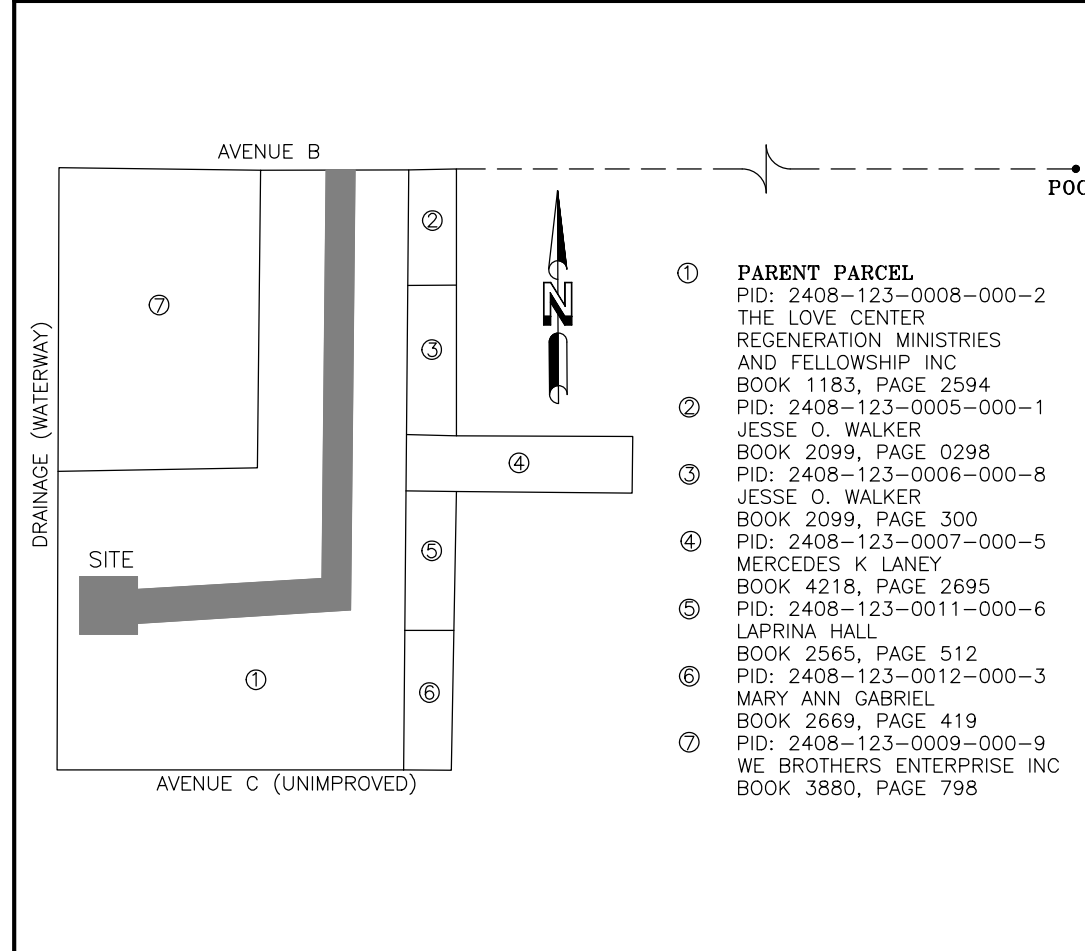 AVENUE B
POC
②
N
⑦
③
DRAINAGE (WATERWAY)
④
SITE
⑤
①
⑥
AVENUE C (UNIMPROVED)
① PARENT PARCEL
PID: 2408-123-0008-000-2
THE LOVE CENTER
REGENERATION MINISTRIES
AND FELLOWSHIP INC
BOOK 1183, PAGE 2594
② PID: 2408-123-0005-000-1
JESSE O. WALKER
BOOK 2099, PAGE 0298
③ PID: 2408-123-0006-000-8
JESSE O. WALKER
BOOK 2099, PAGE 300
④ PID: 2408-123-0007-000-5
MERCEDES K LANEY
BOOK 4218, PAGE 2695
⑤ PID: 2408-123-0011-000-6
LAPRINA HALL
BOOK 2565, PAGE 512
⑥ PID: 2408-123-0012-000-3
MARY ANN GABRIEL
BOOK 2669, PAGE 419
⑦ PID: 2408-123-0009-000-9
WE BROTHERS ENTERPRISE INC
BOOK 3880, PAGE 798